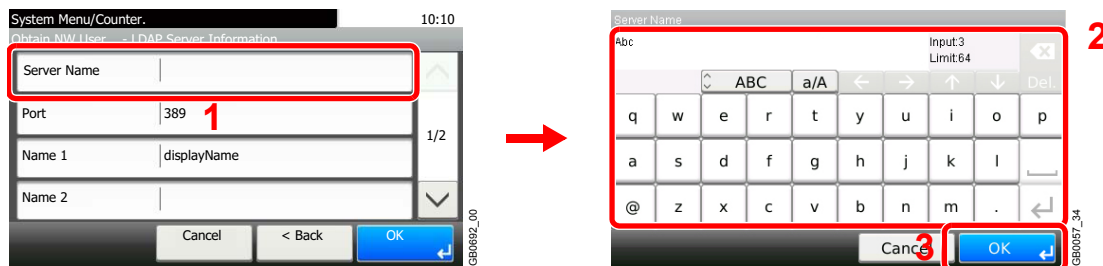 System Menu/Counter.
10:10
Obtain NW User... - LDAP Server Information
Server Name
Port
389
1
1/2
Name 1
displayName
Name 2
Cancel
< Back
OK
GB0692_00
Server Name
2
Abc
Input:3
Limit:64
ABC
a/A
Del.
q w e r t y u i o p
a s d f g h j k l
@ z x c v b n m .
Cancel
3
OK
GB0057_34